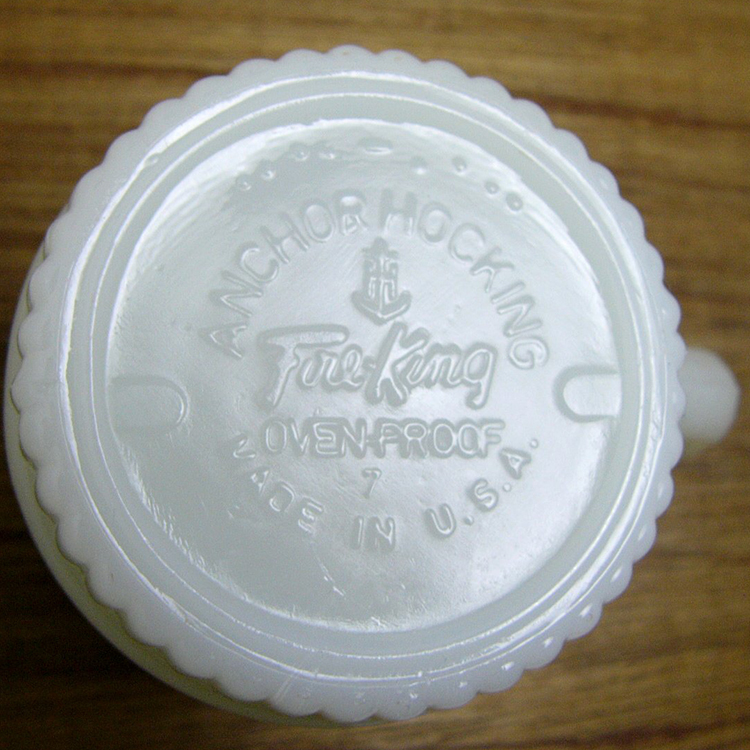 ANCHOR HOCKING
Fire-King
OVEN-PROOF
7
MADE IN U.S.A.